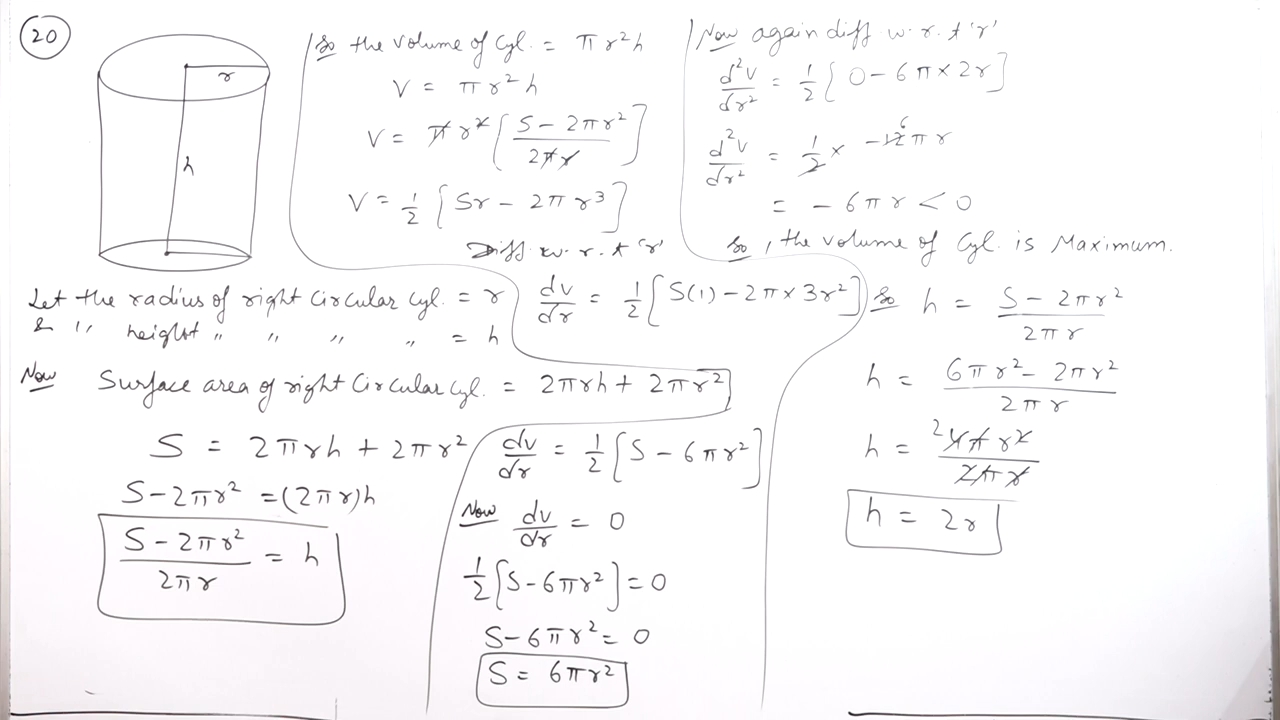 20
r
h
Let the radius of right Circular Cyl. = r
& 〃 height 〃 〃 〃 〃 = h
Now Surface area of right Circular Cyl. = 2πrh + 2πr²
S = 2πrh + 2πr²
S-2πr² = (2πr)h
S - 2πr² / 2πr = h
So the Volume of Cyl. = πr²h
V = πr²h
V = πr² [S - 2πr² / 2πr]
V = 1/2 [Sr - 2πr³]
Diff w.r.t 'r'
dv/dr = 1/2 [S(1) - 2π×3r²]
dv/dr = 1/2 [S - 6πr²]
Now dv/dr = 0
1/2 [S-6πr²] = 0
S-6πr² = 0
S = 6πr²
Now again diff w.r.t 'r'
d²v/dr² = 1/2 [0 - 6π×2r]
d²v/dr² = 1/2 × -12 6 πr
= - 6πr < 0
So, the volume of Cyl. is Maximum.
So h = S - 2πr² / 2πr
h = 6πr² - 2πr² / 2πr
h = 2 4πr² / 2πr
h = 2r